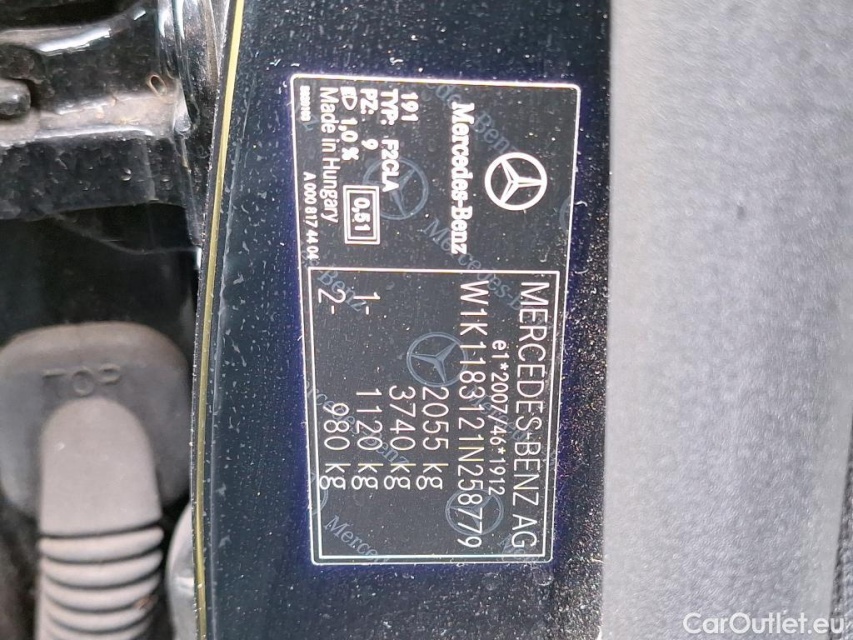 Mercedes-Benz
191
TYP: F2CLA
PZ: 9
1,0 % 0,51
Made in Hungary
A 000 817 44 04
MERCEDES-BENZ AG
e1*2007/46*1912
W1K1183121N258779
2055 kg
3740 kg
1- 1120 kg
2- 980 kg
TOP
CarOutlet.eu